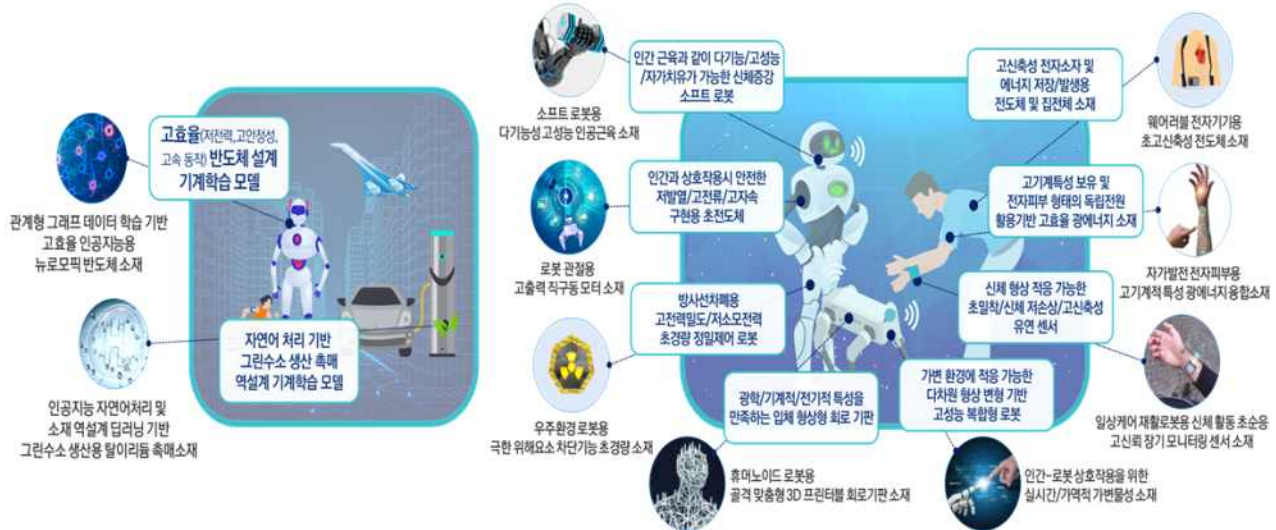 고효율(저전력,고안정성,
고속 동작) 반도체 설계
기계학습 모델
관계형 그래프 데이터 학습 기반
고효율 인공지능용
뉴로모픽 반도체 소재
자연어 처리 기반
그린수소 생산 촉매
역설계 기계학습 모델
인공지능 자연어처리 및
소재 역설계 딥러닝 기반
그린수소 생산용 탈이리듐 촉매소재
인간 근육과 같이 다기능/고성능
/자가치유가 가능한 신체증강
소프트 로봇
소프트 로봇용
다기능성 고성능 인공근육 소재
인간과 상호작용시 안전한
저발열/고전류/고자속
구현용 초전도체
로봇 관절용
고출력 직구동 모터 소재
방사선차폐용
고전력밀도/저소모전력
초경량 정밀제어 로봇
우주환경 로봇용
극한 위해요소 차단기능 초경량 소재
광학/기계적/전기적 특성을
만족하는 입체 형상형 회로 기판
휴머노이드 로봇용
골격 맞춤형 3D 프린터블 회로기판 소재
고신축성 전자소자 및
에너지 저장/발생용
전도체 및 집전체 소재
웨어러블 전자기기용
초고신축성 전도체 소재
고기계특성 보유 및
전자피부 형태의 독립전원
활용기반 고효율 광에너지 소재
자가발전 전자피부용
고기계적특성 광에너지 융합소재
신체 형상 적응 가능한
초밀착/신체 저손상/고신축성
유연 센서
일상케어 재활로봇용 신체 활동 초순응
고신뢰 장기 모니터링 센서 소재
가변 환경에 적응 가능한
다차원 형상 변형 기반
고성능 복합형 로봇
인간-로봇 상호작용을 위한
실시간/가역적 가변물성 소재